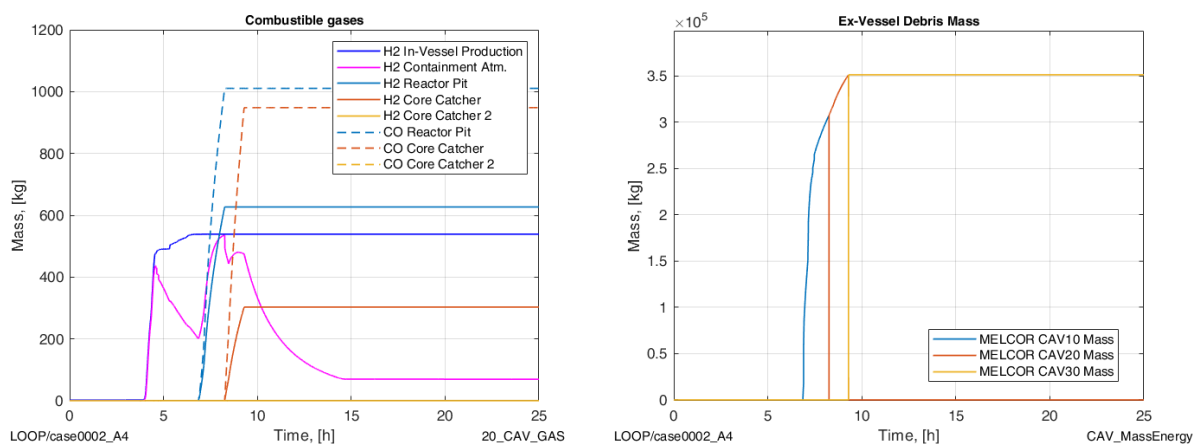 Combustible gases
1200
1000
800
600
400
200
0
Mass, [kg]
H2 In-Vessel Production
H2 Containment Atm.
H2 Reactor Pit
H2 Core Catcher
H2 Core Catcher 2
CO Reactor Pit
CO Core Catcher
CO Core Catcher 2
0 5 10 15 20 25
LOOP/case0002_A4 Time, [h] 20_CAV_GAS
Ex-Vessel Debris Mass
×10⁵
3.5
3
2.5
2
1.5
1
0.5
0
Mass, [kg]
MELCOR CAV10 Mass
MELCOR CAV20 Mass
MELCOR CAV30 Mass
0 5 10 15 20 25
LOOP/case0002_A4 Time, [h] CAV_MassEnergy